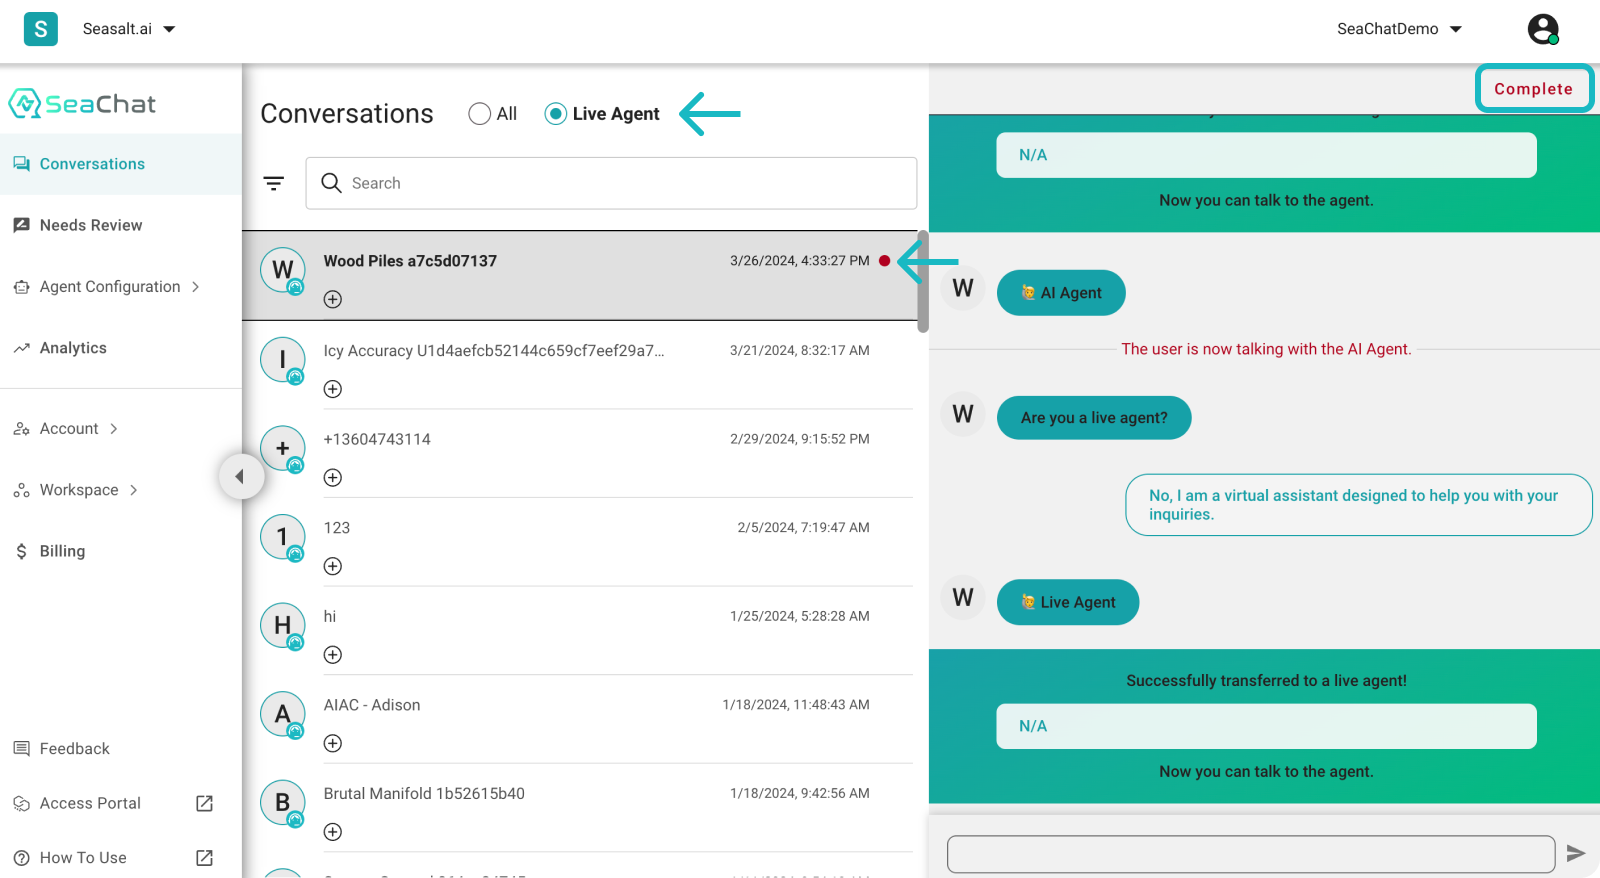 S
Seasalt.ai
SeaChatDemo
SeaChat
Conversations
Needs Review
Agent Configuration
Analytics
Account
Workspace
Billing
Feedback
Access Portal
How To Use
Conversations
All
Live Agent
Search
W
Wood Piles a7c5d07137
3/26/2024, 4:33:27 PM
I
Icy Accuracy U1d4aefcb52144c659cf7eef29a7...
3/21/2024, 8:32:17 AM
+
+13604743114
2/29/2024, 9:15:52 PM
1
123
2/5/2024, 7:19:47 AM
H
hi
1/25/2024, 5:28:28 AM
A
AIAC - Adison
1/18/2024, 11:48:43 AM
B
Brutal Manifold 1b52615b40
1/18/2024, 9:42:56 AM
Complete
N/A
Now you can talk to the agent.
W
AI Agent
The user is now talking with the AI Agent.
W
Are you a live agent?
No, I am a virtual assistant designed to help you with your
inquiries.
W
Live Agent
Successfully transferred to a live agent!
N/A
Now you can talk to the agent.